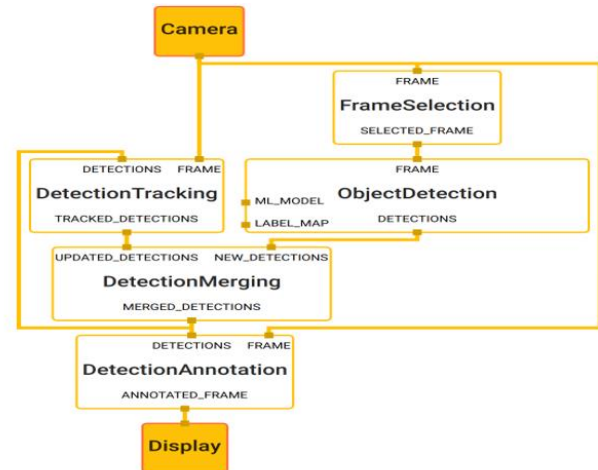 Camera
FRAME
FrameSelection
SELECTED_FRAME
DETECTIONS FRAME
DetectionTracking
TRACKED_DETECTIONS
FRAME
ML_MODEL
ObjectDetection
LABEL_MAP
DETECTIONS
UPDATED_DETECTIONS NEW_DETECTIONS
DetectionMerging
MERGED_DETECTIONS
DETECTIONS FRAME
DetectionAnnotation
ANNOTATED_FRAME
Display